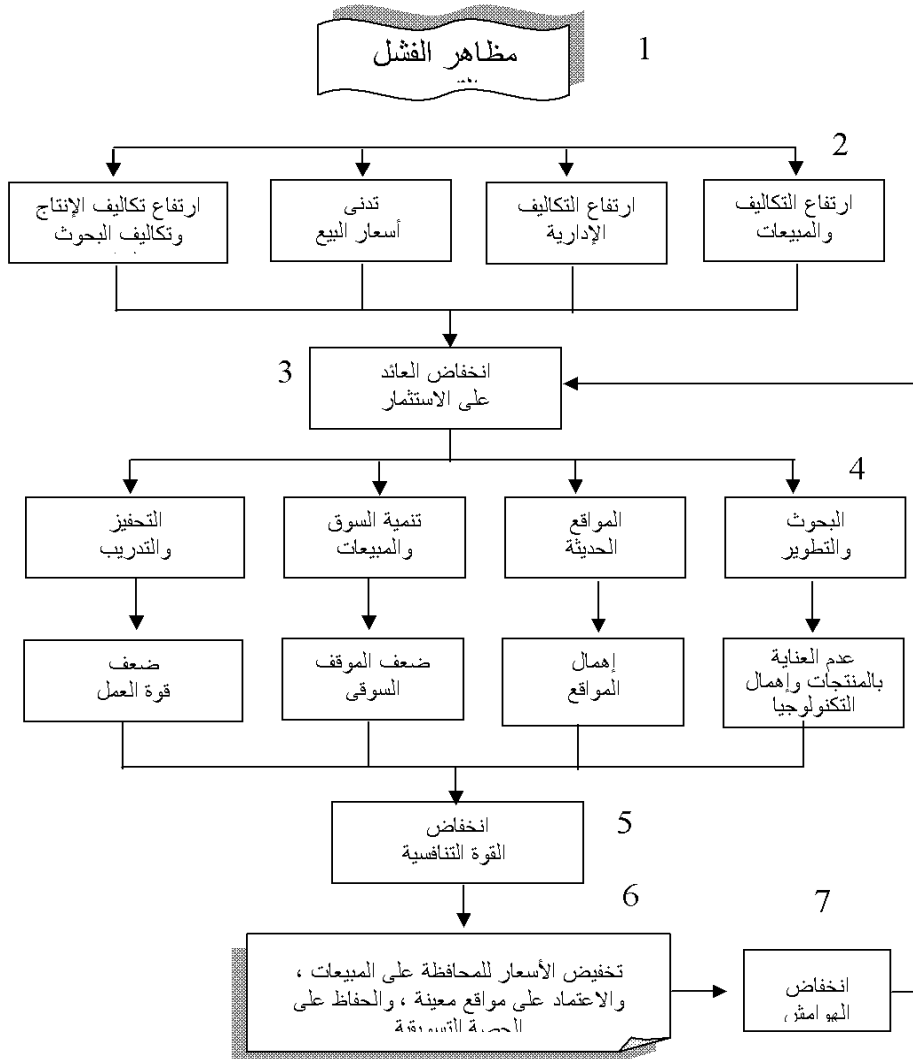 مظاهر الفشل
1
2
ارتفاع التكاليف
والمبيعات
ارتفاع التكاليف
الإدارية
تدنى
أسعار البيع
ارتفاع تكاليف الإنتاج
وتكاليف البحوث
3
انخفاض العائد
على الاستثمار
4
البحوث
والتطوير
المواقع
الحديثة
تنمية السوق
والمبيعات
التحفيز
والتدريب
عدم العناية
بالمنتجات وإهمال
التكنولوجيا
إهمال
المواقع
ضعف الموقف
السوقى
ضعف
قوة العمل
5
انخفاض
القوة التنافسية
6
تخفيض الأسعار للمحافظة على المبيعات ،
والاعتماد على مواقع معينة ، والحفاظ على
الحصة التسويقية
7
انخفاض
الهوامش